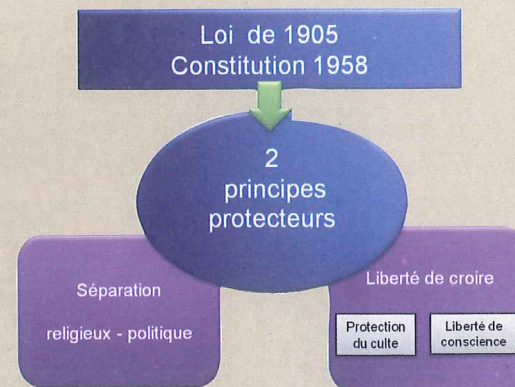 Loi de 1905
Constitution 1958
2
principes
protecteurs
Séparation
religieux - politique
Liberté de croire
Protection
du culte
Liberté de
conscience